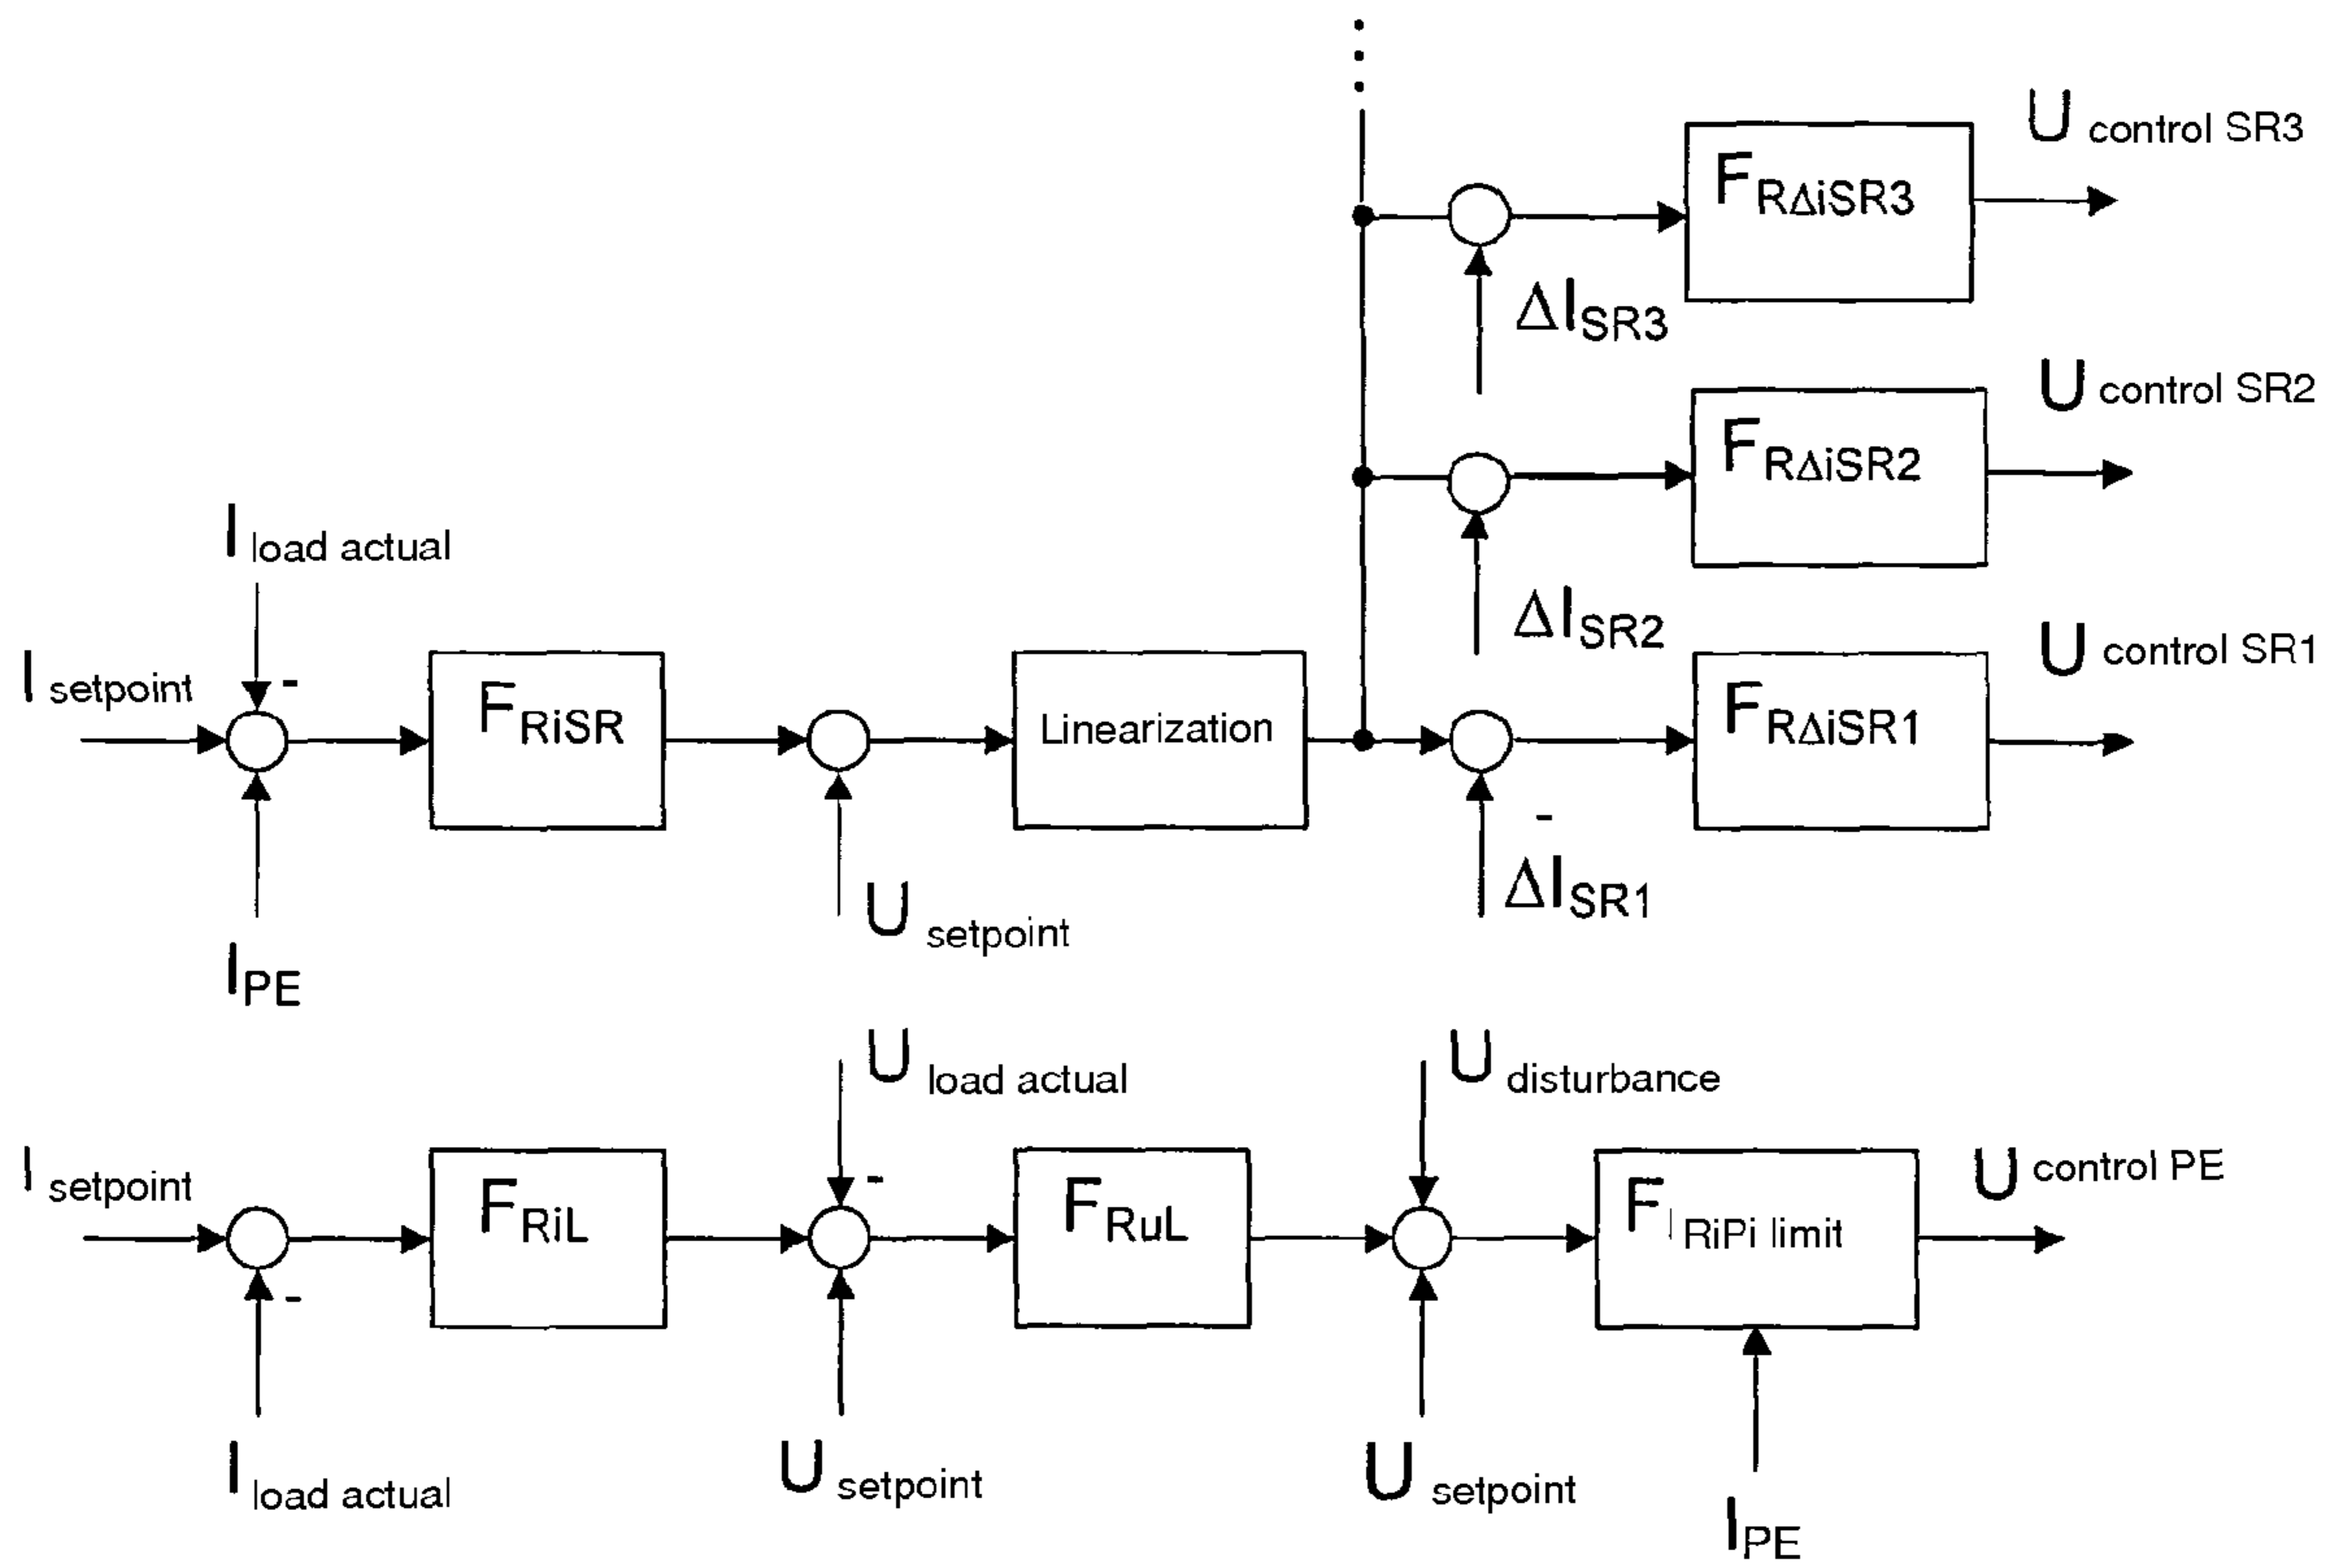 U control SR3
F RΔiSR3
ΔI SR3
U control SR2
F RΔiSR2
I load actual
ΔI SR2
U control SR1
I setpoint
F RiSR
Linearization
F RΔiSR1
-
-
ΔI SR1
U setpoint
I PE
U load actual
U disturbance
I setpoint
F RiL
-
F RuL
F RiPi limit
U control PE
-
I load actual
U setpoint
U setpoint
I PE